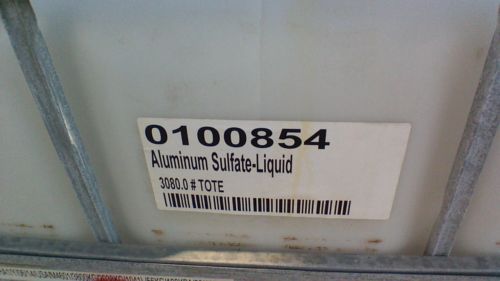 0100854
Aluminum Sulfate-Liquid
3080.0 # TOTE